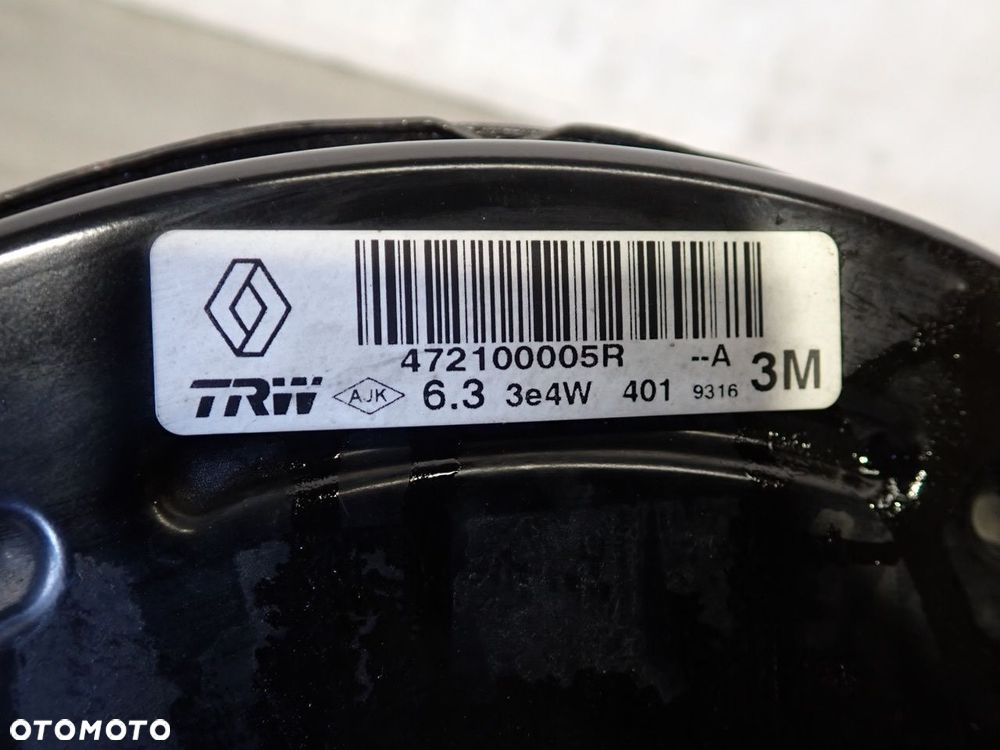 472100005R --A 3M
TRW AJK 6.3 3e4W 401 9316
OTOMOTO